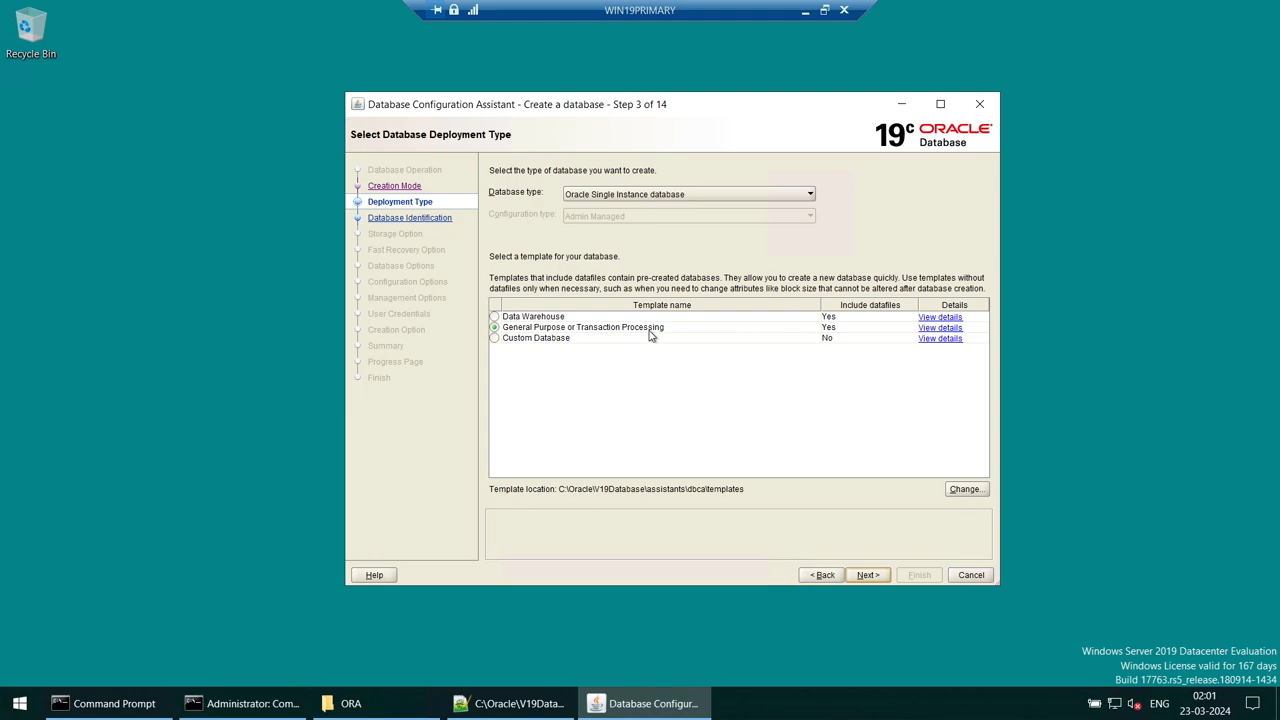 WIN19PRIMARY
Recycle Bin
Database Configuration Assistant - Create a database - Step 3 of 14
Select Database Deployment Type
19c ORACLE
Database
Database Operation
Creation Mode
Deployment Type
Database Identification
Storage Option
Fast Recovery Option
Database Options
Configuration Options
Management Options
User Credentials
Creation Option
Summary
Progress Page
Finish
Select the type of database you want to create.
Database type: Oracle Single Instance database
Configuration type: Admin Managed
Select a template for your database.
Templates that include datafiles contain pre-created databases. They allow you to create a new database quickly. Use templates without
datafiles only when necessary, such as when you need to change attributes like block size that cannot be altered after database creation.
Template name Include datafiles Details
Data Warehouse Yes View details
General Purpose or Transaction Processing Yes View details
Custom Database No View details
Template location: C:\Oracle\V19Database\assistants\dbca\templates Change...
Help < Back Next > Finish Cancel
Windows Server 2019 Datacenter Evaluation
Windows License valid for 167 days
Build 17763.rs5_release.180914-1434
Command Prompt Administrator: Com... ORA C:\Oracle\V19Data... Database Configur... ENG 02:01
23-03-2024